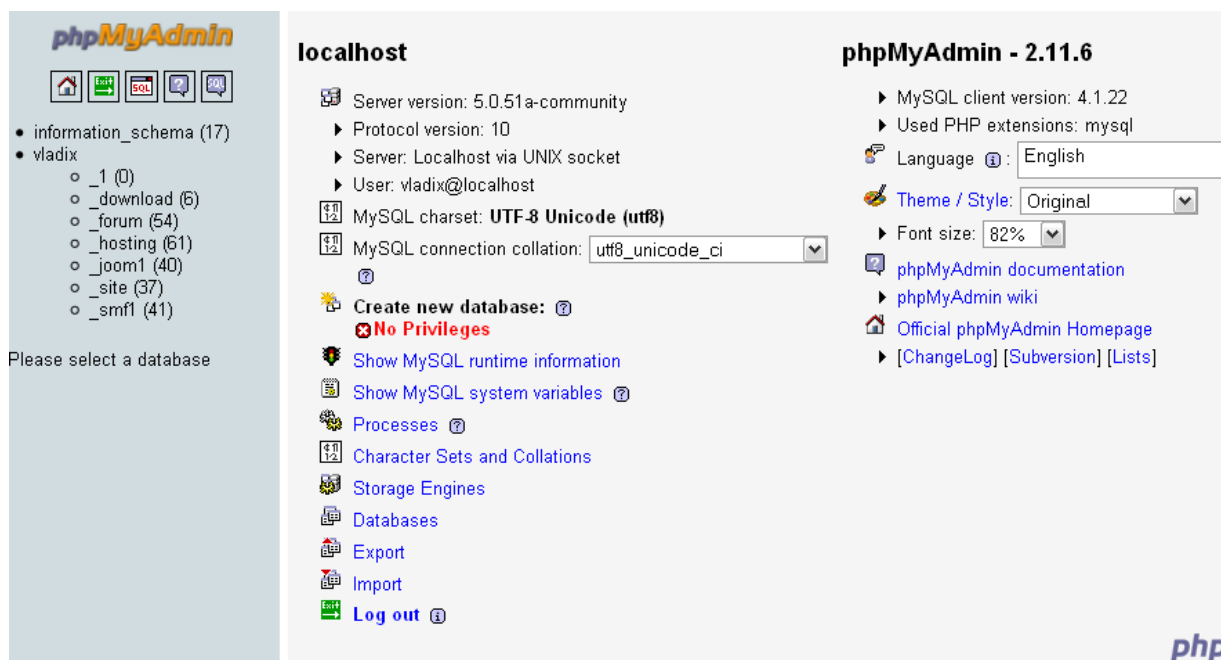 phpMyAdmin
Exit
SQL
?
SQL
information_schema (17)
vladix
_1 (0)
_download (6)
_forum (54)
_hosting (61)
_joom1 (40)
_site (37)
_smf1 (41)
Please select a database
localhost
Server version: 5.0.51a-community
Protocol version: 10
Server: Localhost via UNIX socket
User: vladix@localhost
MySQL charset: UTF-8 Unicode (utf8)
MySQL connection collation: utf8_unicode_ci
Create new database:
No Privileges
Show MySQL runtime information
Show MySQL system variables
Processes
Character Sets and Collations
Storage Engines
Databases
Export
Import
Log out
phpMyAdmin - 2.11.6
MySQL client version: 4.1.22
Used PHP extensions: mysql
Language : English
Theme / Style: Original
Font size: 82%
phpMyAdmin documentation
phpMyAdmin wiki
Official phpMyAdmin Homepage
[ChangeLog] [Subversion] [Lists]
php